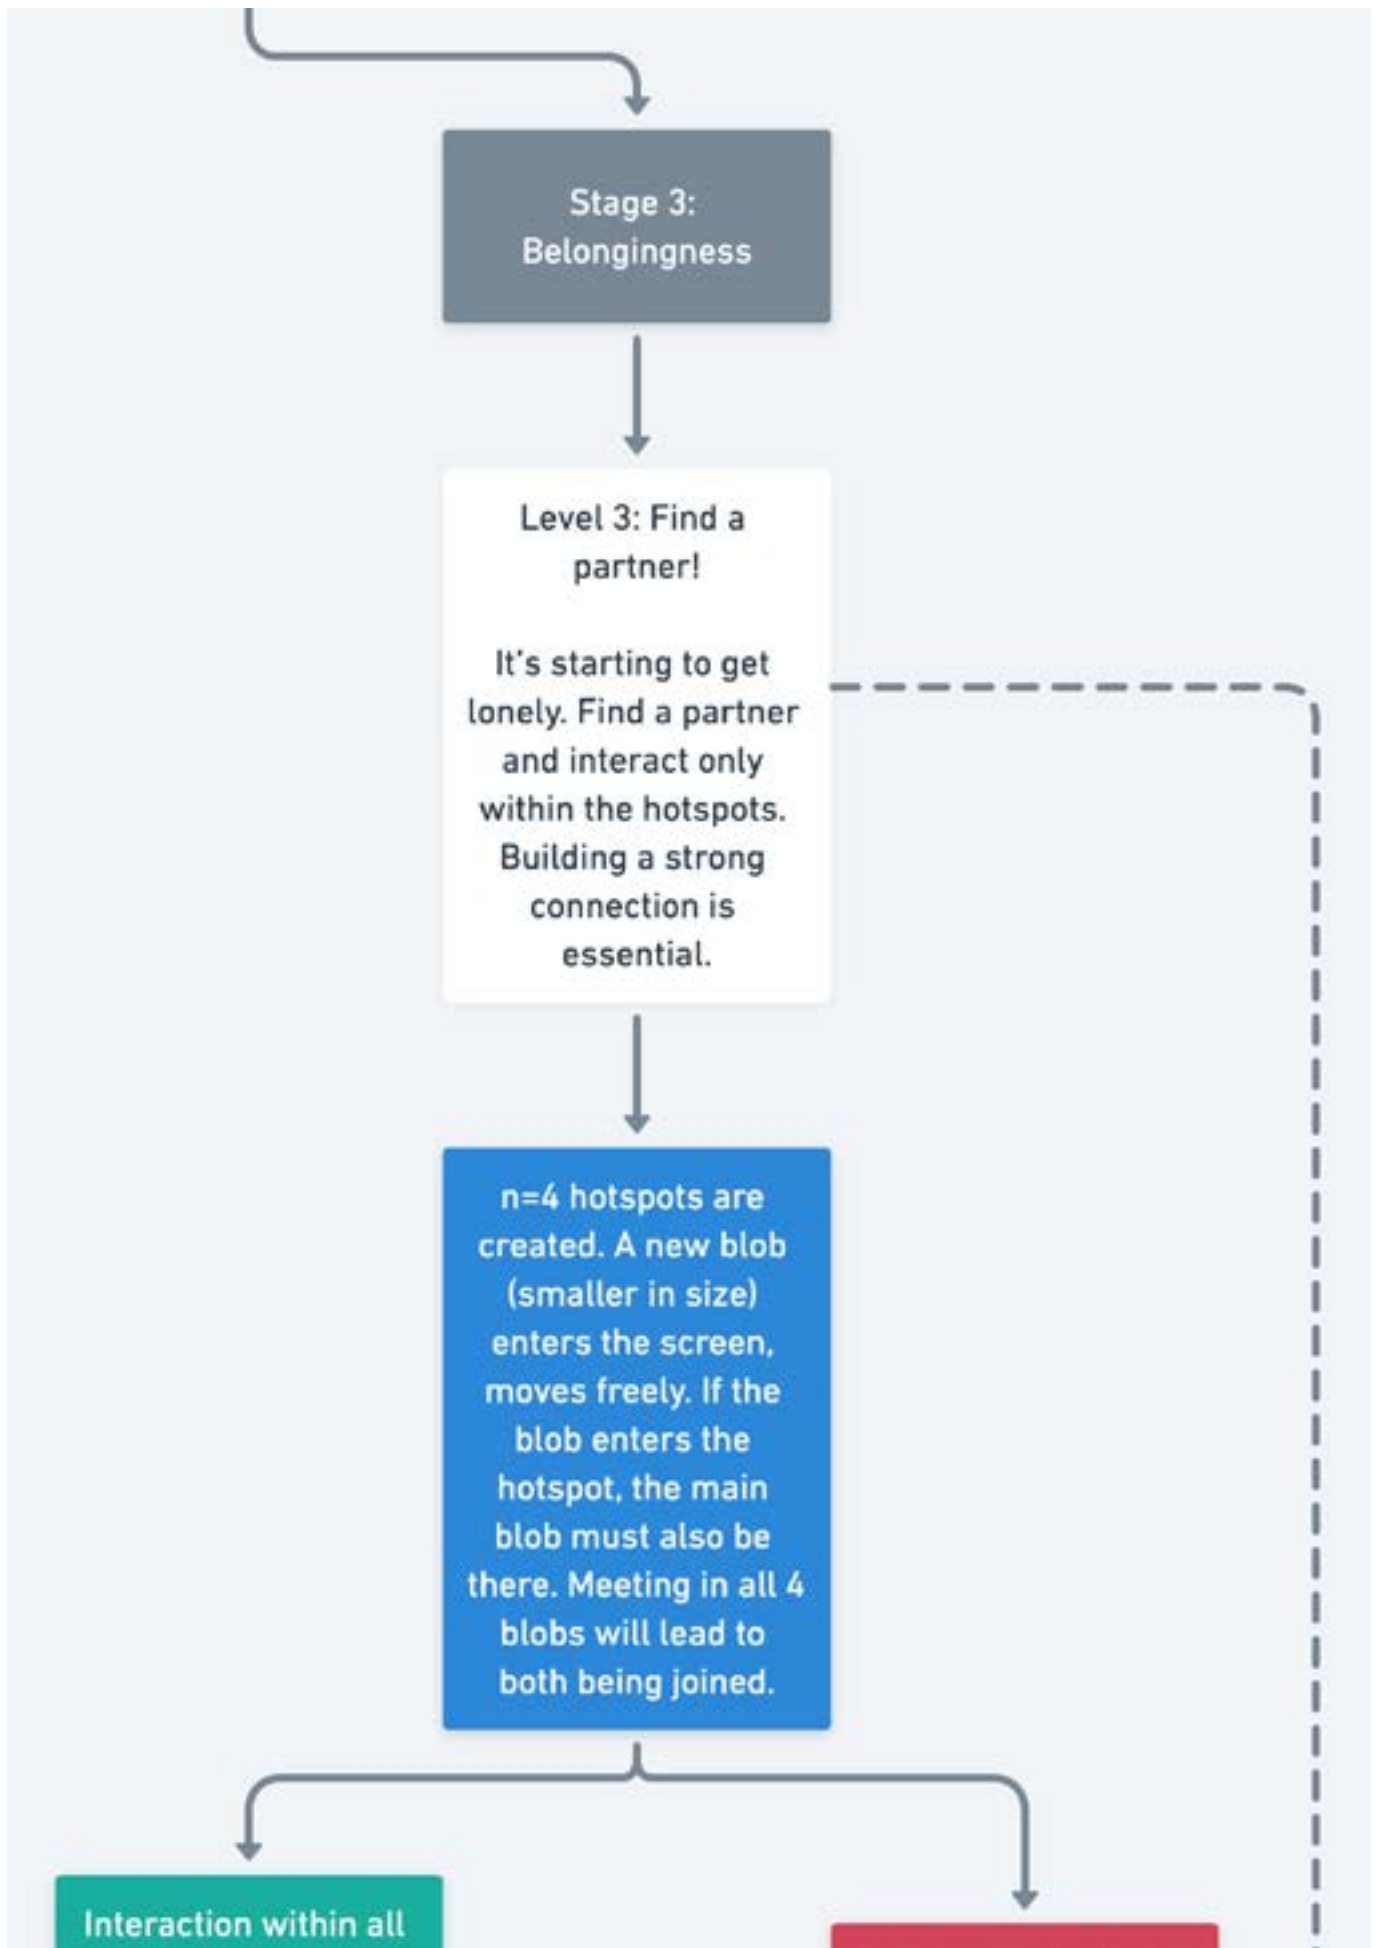 Stage 3:
Belongingness
Level 3: Find a
partner!
It's starting to get
lonely. Find a partner
and interact only
within the hotspots.
Building a strong
connection is
essential.
n=4 hotspots are
created. A new blob
(smaller in size)
enters the screen,
moves freely. If the
blob enters the
hotspot, the main
blob must also be
there. Meeting in all 4
blobs will lead to
both being joined.
Interaction within all